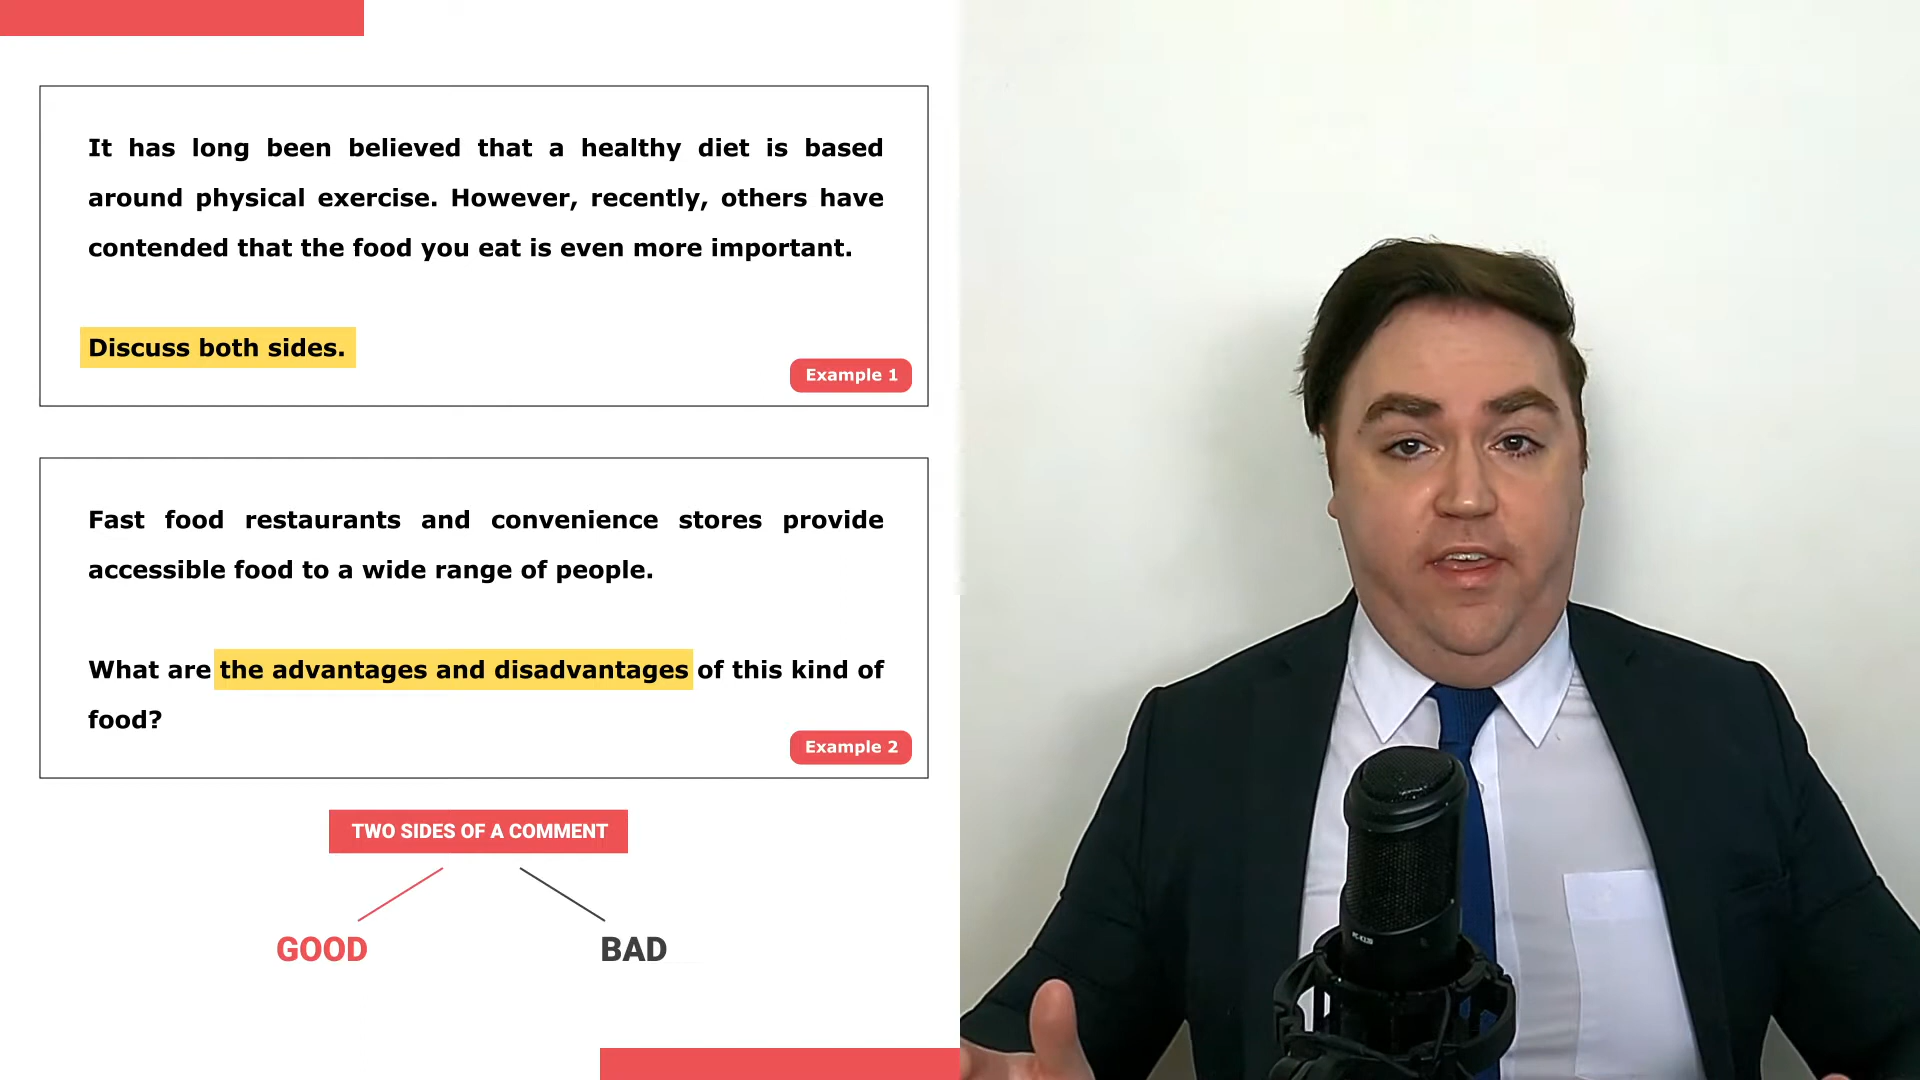 It has long been believed that a healthy diet is based
around physical exercise. However, recently, others have
contended that the food you eat is even more important.
Discuss both sides.
Example 1
Fast food restaurants and convenience stores provide
accessible food to a wide range of people.
What are the advantages and disadvantages of this kind of
food?
Example 2
TWO SIDES OF A COMMENT
GOOD
BAD